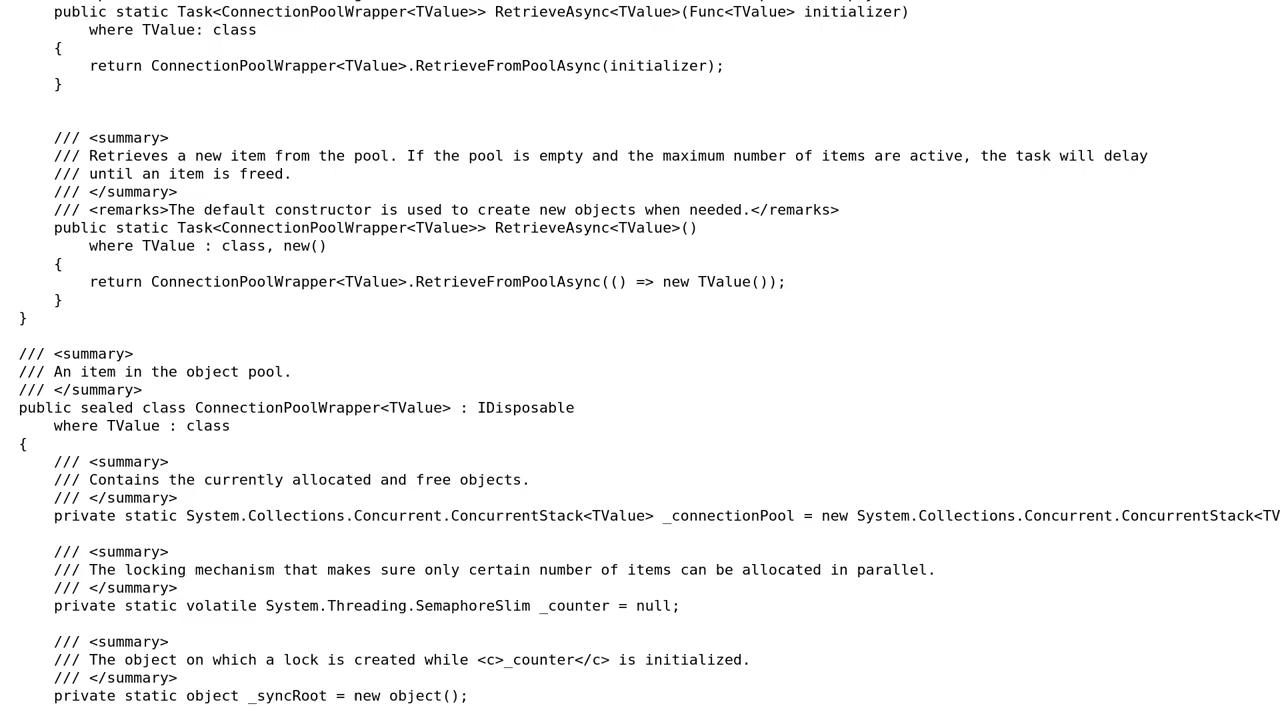 public static Task<ConnectionPoolWrapper<TValue>> RetrieveAsync<TValue>(Func<TValue> initializer)
where TValue: class
{
return ConnectionPoolWrapper<TValue>.RetrieveFromPoolAsync(initializer);
}
/// <summary>
/// Retrieves a new item from the pool. If the pool is empty and the maximum number of items are active, the task will delay
/// until an item is freed.
/// </summary>
/// <remarks>The default constructor is used to create new objects when needed.</remarks>
public static Task<ConnectionPoolWrapper<TValue>> RetrieveAsync<TValue>()
where TValue : class, new()
{
return ConnectionPoolWrapper<TValue>.RetrieveFromPoolAsync(() => new TValue());
}
}
/// <summary>
/// An item in the object pool.
/// </summary>
public sealed class ConnectionPoolWrapper<TValue> : IDisposable
where TValue : class
{
/// <summary>
/// Contains the currently allocated and free objects.
/// </summary>
private static System.Collections.Concurrent.ConcurrentStack<TValue> _connectionPool = new System.Collections.Concurrent.ConcurrentStack<TV
/// <summary>
/// The locking mechanism that makes sure only certain number of items can be allocated in parallel.
/// </summary>
private static volatile System.Threading.SemaphoreSlim _counter = null;
/// <summary>
/// The object on which a lock is created while <c>_counter</c> is initialized.
/// </summary>
private static object _syncRoot = new object();